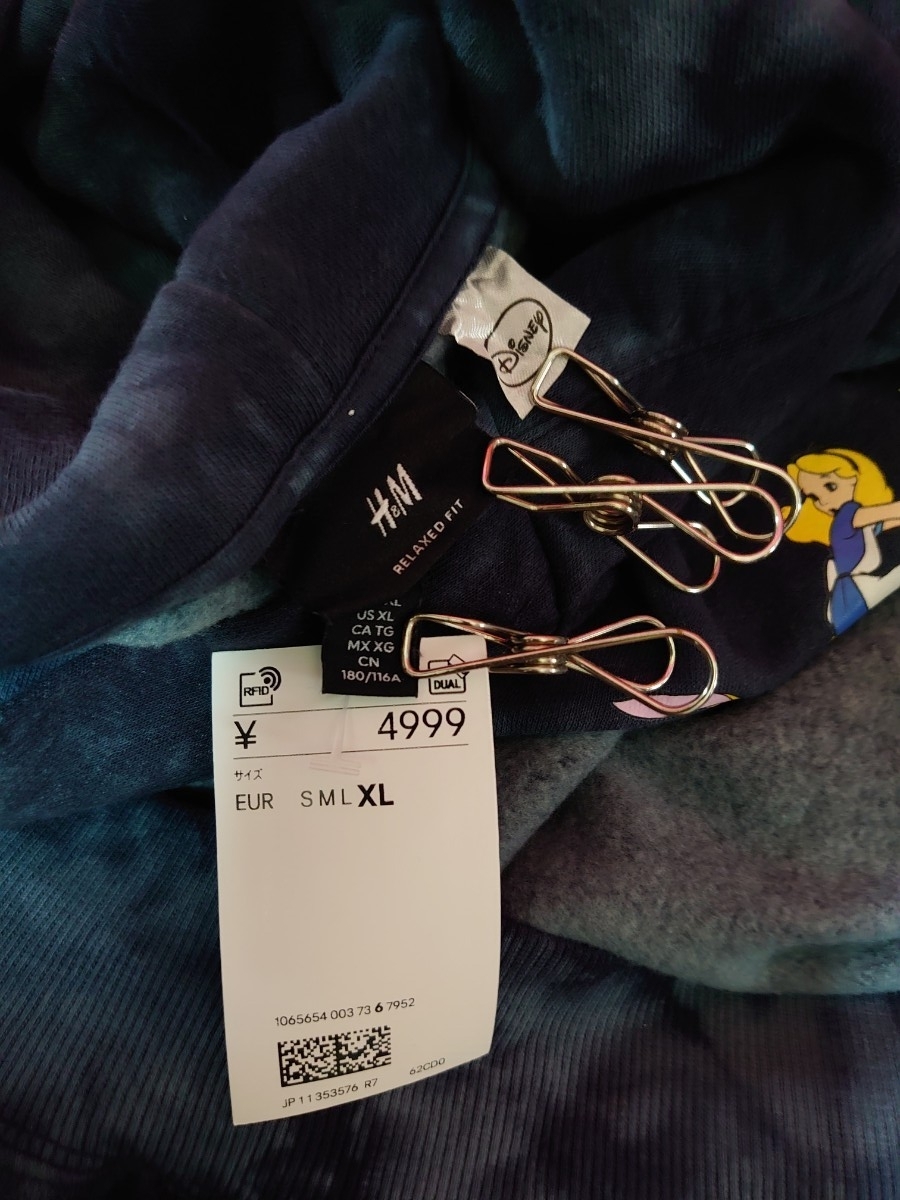 Disney
H&M
RELAXED FIT
US XL
CA TG
MX XG
CN
180/116A
RFID
DUAL
¥ 4999
サイズ
EUR S M L XL
1065654 003 73 6 7952
JP 11 353576 R7 62CD0